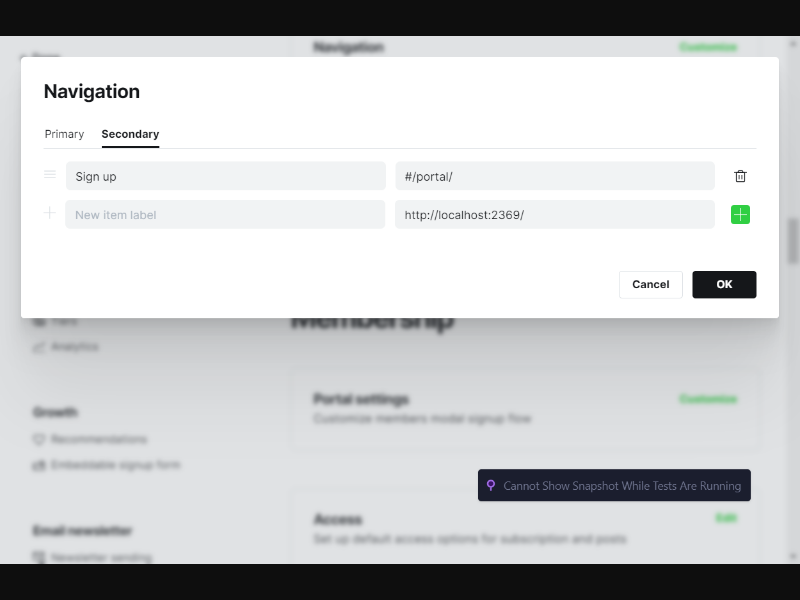 Navigation
Customize
Navigation
Primary Secondary
Sign up #/portal/
New item label http://localhost:2369/
Cancel OK
Membership
Analytics
Portal settings Customize
Customize members modal signup flow
Growth
Recommendations
Embeddable signup form
Cannot Show Snapshot While Tests Are Running
Access Edit
Set up default access options for subscription and posts
Email newsletter
Newsletter sending